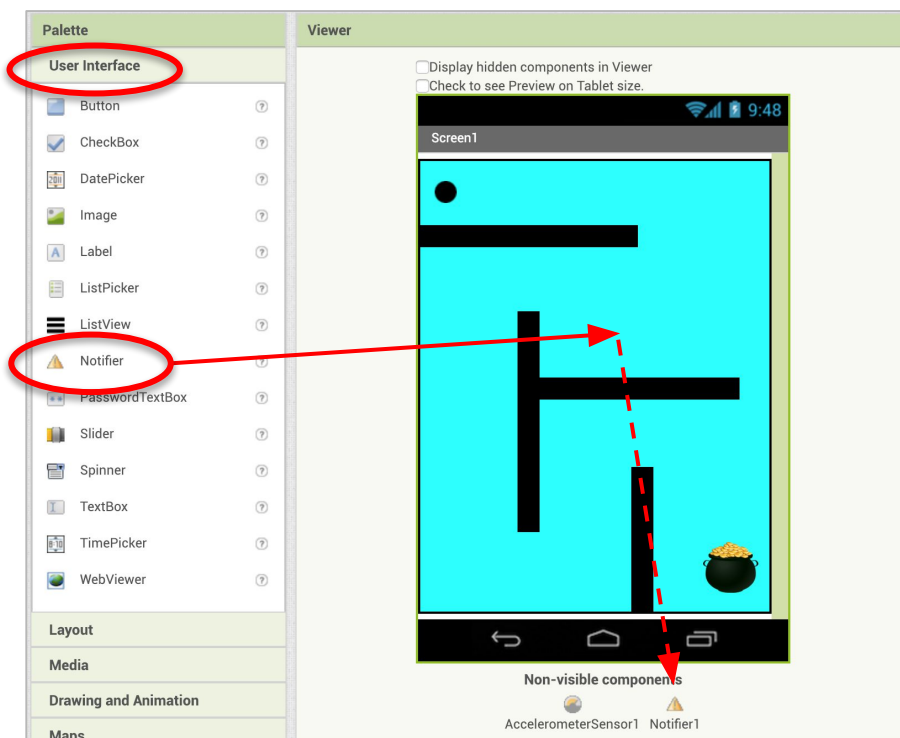 Palette
User Interface
Button
CheckBox
DatePicker
Image
Label
ListPicker
ListView
Notifier
PasswordTextBox
Slider
Spinner
TextBox
TimePicker
WebViewer
Layout
Media
Drawing and Animation
Maps
Viewer
Display hidden components in Viewer
Check to see Preview on Tablet size.
9:48
Screen1
Non-visible components
AccelerometerSensor1 Notifier1